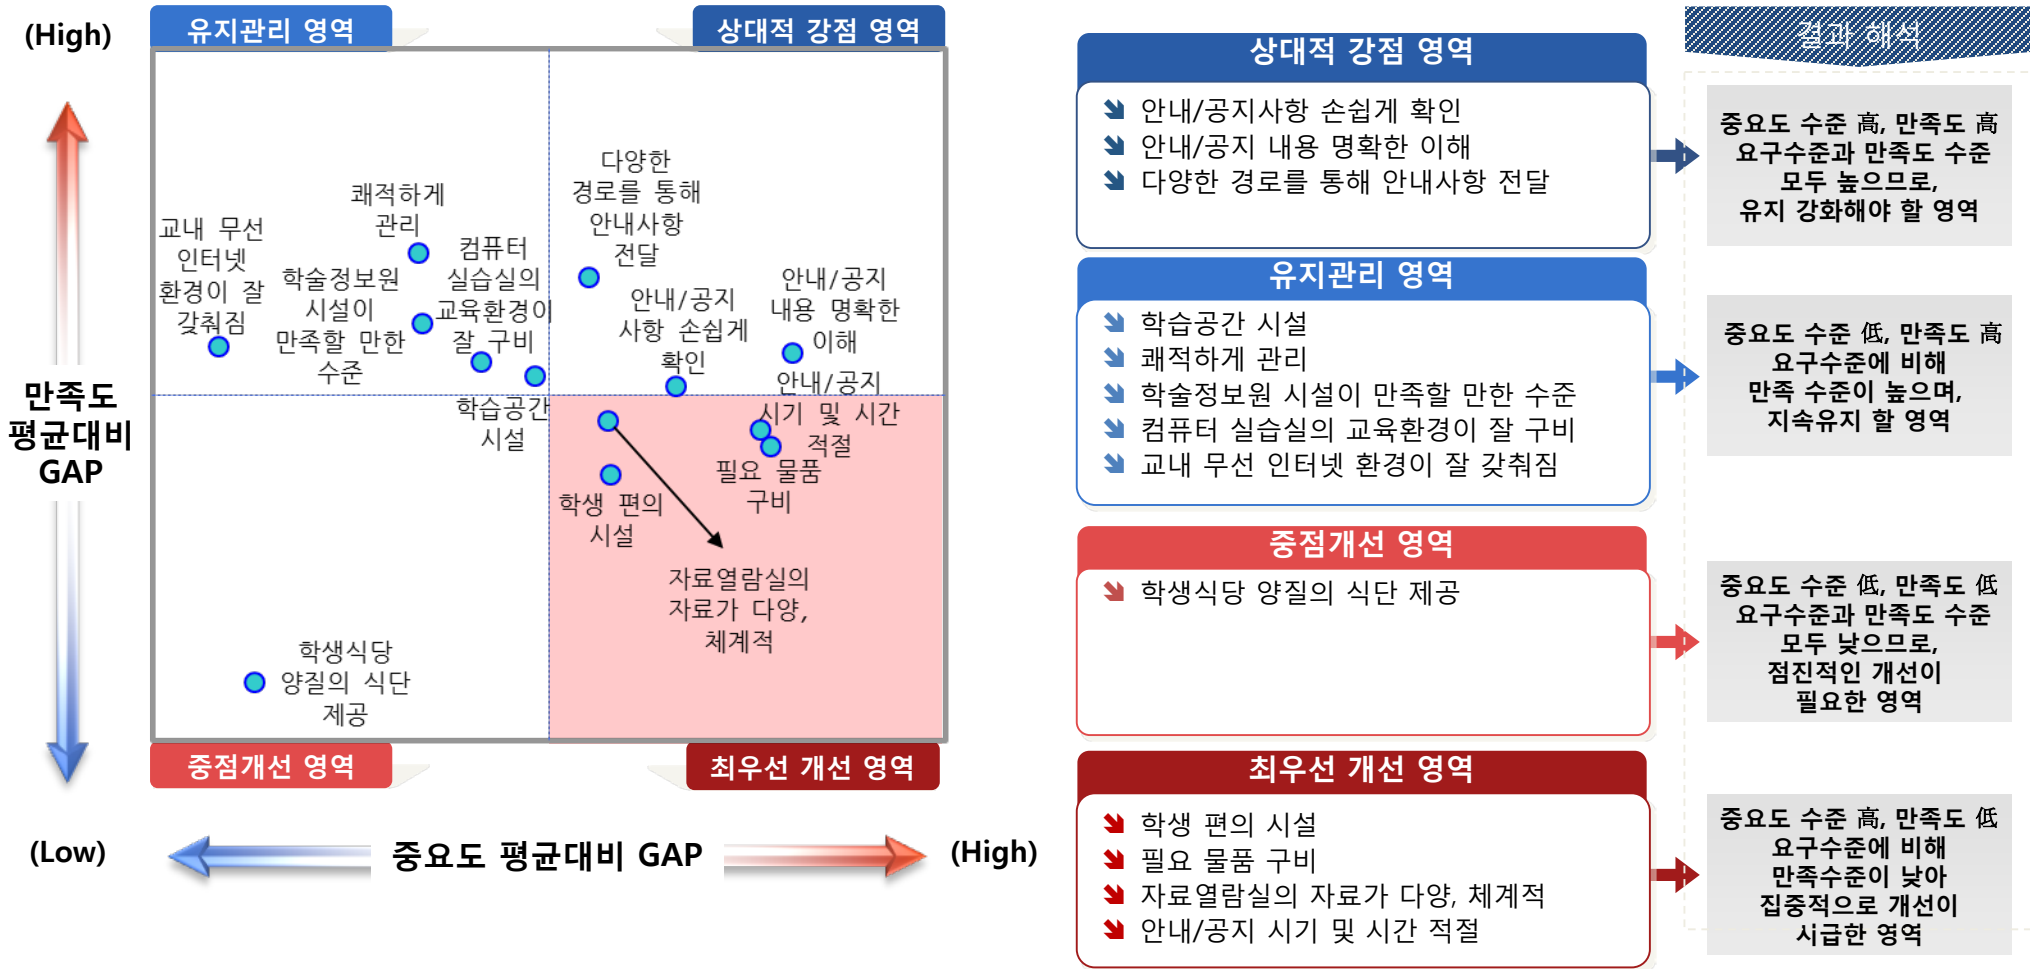 (High)
유지관리 영역
상대적 강점 영역
다양한
경로를 통해
안내사항
전달
쾌적하게
관리
교내 무선
인터넷
환경이 잘
갖춰짐
학술정보원
시설이
만족할 만한
수준
컴퓨터
실습실의
교육환경이
잘 구비
안내/공지
사항 손쉽게
확인
안내/공지
내용 명확한
이해
안내/공지
시기 및 시간
적절
학습공간
시설
필요 물품
구비
학생 편의
시설
자료열람실의
자료가 다양,
체계적
학생식당
양질의 식단
제공
만족도
평균대비
GAP
중점개선 영역
최우선 개선 영역
(Low)
중요도 평균대비 GAP
(High)
상대적 강점 영역
안내/공지사항 손쉽게 확인
안내/공지 내용 명확한 이해
다양한 경로를 통해 안내사항 전달
유지관리 영역
학습공간 시설
쾌적하게 관리
학술정보원 시설이 만족할 만한 수준
컴퓨터 실습실의 교육환경이 잘 구비
교내 무선 인터넷 환경이 잘 갖춰짐
중점개선 영역
학생식당 양질의 식단 제공
최우선 개선 영역
학생 편의 시설
필요 물품 구비
자료열람실의 자료가 다양, 체계적
안내/공지 시기 및 시간 적절
결과 해석
중요도 수준 高, 만족도 高
요구수준과 만족도 수준
모두 높으므로,
유지 강화해야 할 영역
중요도 수준 低, 만족도 高
요구수준에 비해
만족 수준이 높으며,
지속유지 할 영역
중요도 수준 低, 만족도 低
요구수준과 만족도 수준
모두 낮으므로,
점진적인 개선이
필요한 영역
중요도 수준 高, 만족도 低
요구수준에 비해
만족수준이 낮아
집중적으로 개선이
시급한 영역